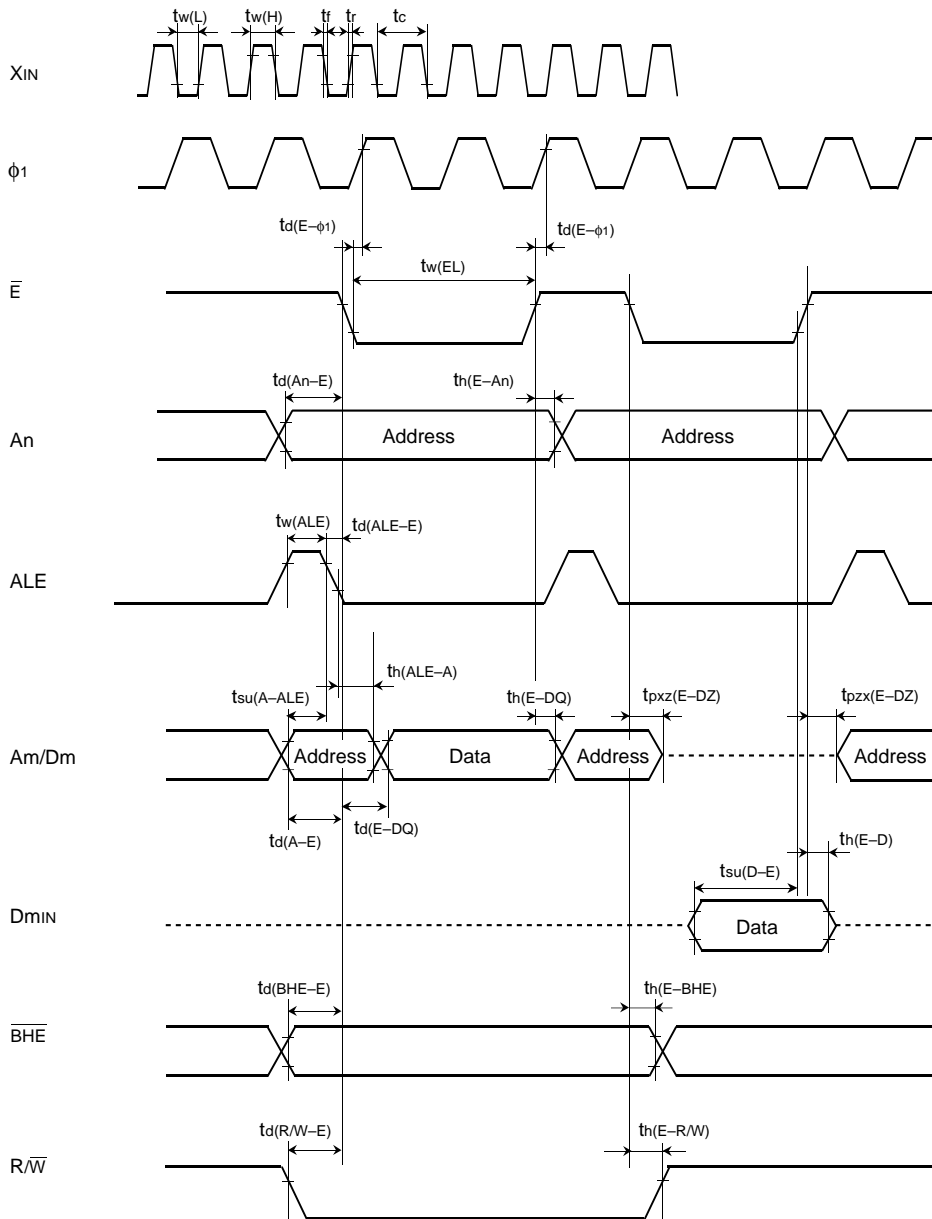 tw(L) tw(H) tf tr tc
XIN
ϕ1
td(E–ϕ1) td(E–ϕ1)
tw(EL)
E̅
td(An–E) th(E–An)
An Address Address
tw(ALE) td(ALE–E)
ALE
th(ALE–A)
tsu(A–ALE) th(E–DQ) tpxz(E–DZ) tpzx(E–DZ)
Am/Dm Address Data Address Address
td(A–E) td(E–DQ)
th(E–D)
tsu(D–E)
DmIN Data
td(BHE–E) th(E–BHE)
B̅H̅E̅
td(R/W–E) th(E–R/W)
R/W̅